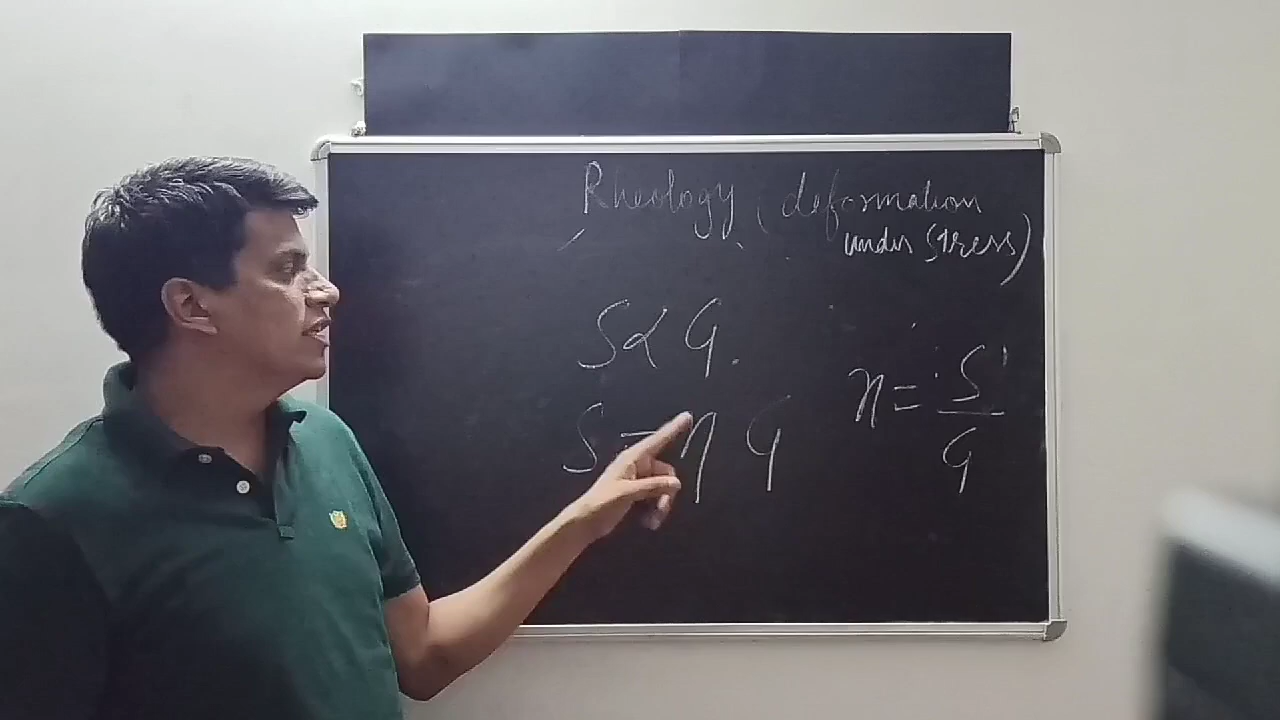 Rheology (deformation
under stress)
S ∝ G.
S = η G
η = S
G